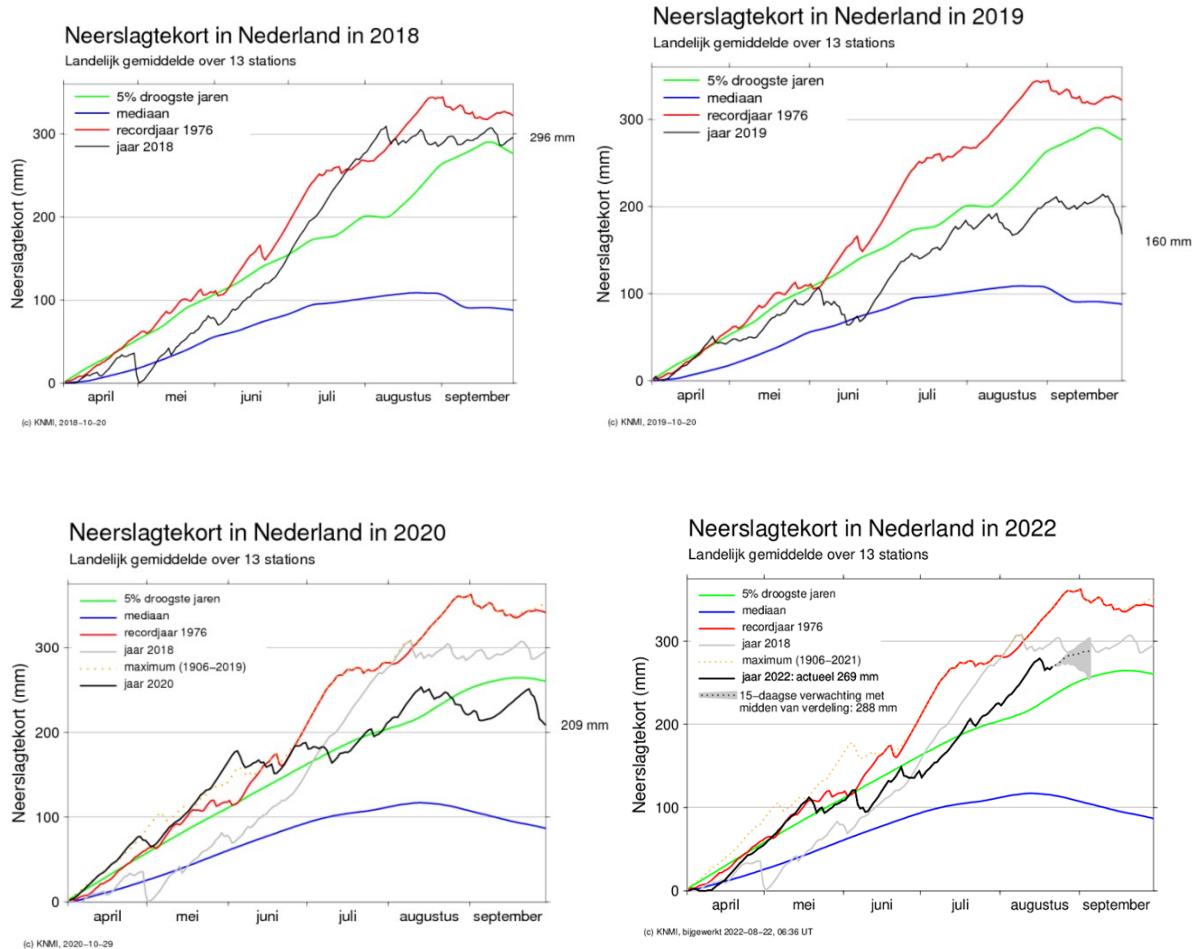 Neerslagtekort in Nederland in 2018
Landelijk gemiddelde over 13 stations
5% droogste jaren
mediaan
recordjaar 1976
jaar 2018
Neerslagtekort (mm)
300
200
100
0
296 mm
april mei juni juli augustus september
(c) KNMI, 2018-10-20
Neerslagtekort in Nederland in 2019
Landelijk gemiddelde over 13 stations
5% droogste jaren
mediaan
recordjaar 1976
jaar 2019
Neerslagtekort (mm)
300
200
100
0
160 mm
april mei juni juli augustus september
(c) KNMI, 2019-10-20
Neerslagtekort in Nederland in 2020
Landelijk gemiddelde over 13 stations
5% droogste jaren
mediaan
recordjaar 1976
jaar 2018
maximum (1906-2019)
jaar 2020
Neerslagtekort (mm)
300
200
100
0
209 mm
april mei juni juli augustus september
(c) KNMI, 2020-10-29
Neerslagtekort in Nederland in 2022
Landelijk gemiddelde over 13 stations
5% droogste jaren
mediaan
recordjaar 1976
jaar 2018
maximum (1906-2021)
jaar 2022: actueel 269 mm
15-daagse verwachting met
midden van verdeling: 288 mm
Neerslagtekort (mm)
300
200
100
0
april mei juni juli augustus september
(c) KNMI, bijgewerkt 2022-08-22, 06:36 UT